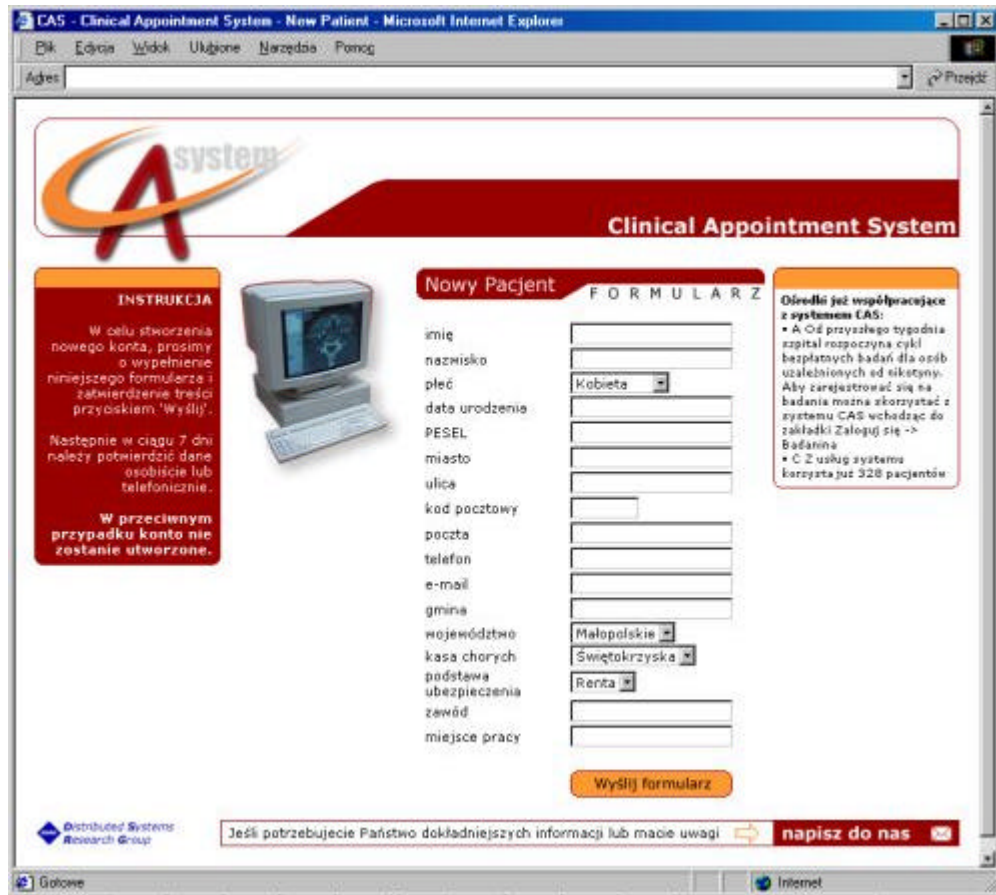 CAS - Clinical Appointment System - New Patient - Microsoft Internet Explorer
Plik Edycja Widok Ulubione Narzędzia Pomoc
Adres Przejdź
A system
Clinical Appointment System
INSTRUKCJA
W celu stworzenia
nowego konta, prosimy
o wypełnienie
niniejszego formularza i
zatwierdzenie treści
przyciskiem 'Wyślij'.
Następnie w ciągu 7 dni
należy potwierdzić dane
osobiście lub
telefonicznie.
W przeciwnym
przypadku konto nie
zostanie utworzone.
Nowy Pacjent
FORMULARZ
imię
nazwisko
płeć Kobieta
data urodzenia
PESEL
miasto
ulica
kod pocztowy
poczta
telefon
e-mail
gmina
województwo Małopolskie
kasa chorych Świętokrzyska
podstawa
ubezpieczenia Renta
zawód
miejsce pracy
Wyślij formularz
Ośrodki już współpracujące
z systemem CAS:
• A Od przyszłego tygodnia
szpital rozpoczyna cykl
bezpłatnych badań dla osób
uzależnionych od nikotyny.
Aby zarejestrować się na
badania można skorzystać z
systemu CAS wchodząc do
zakładki Zaloguj się ->
Badanina
• C Z usług systemu
korzysta już 328 pacjentów
Distributed Systems
Research Group
Jeśli potrzebujecie Państwo dokładniejszych informacji lub macie uwagi
napisz do nas
Gotowe Internet